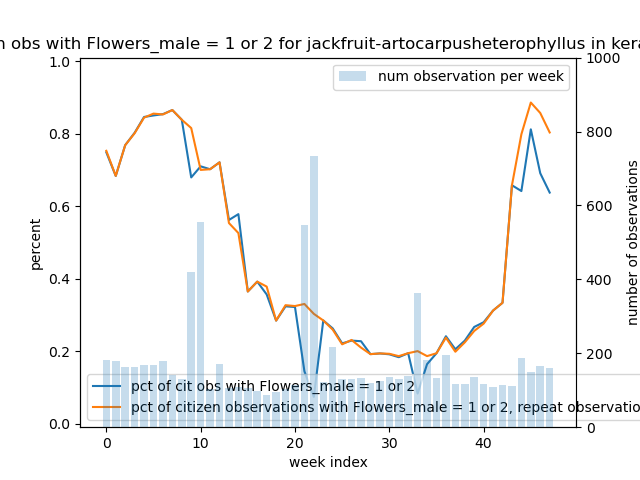 obs with Flowers_male = 1 or 2 for jackfruit-artocarpusheterophyllus in
num observation per week
1.0
0.8
0.6
0.4
0.2
0.0
percent
1000
800
600
400
200
0
number of observations
pct of cit obs with Flowers_male = 1 or 2
pct of citizen observations with Flowers_male = 1 or 2, repeat
0
10
20
30
40
week index